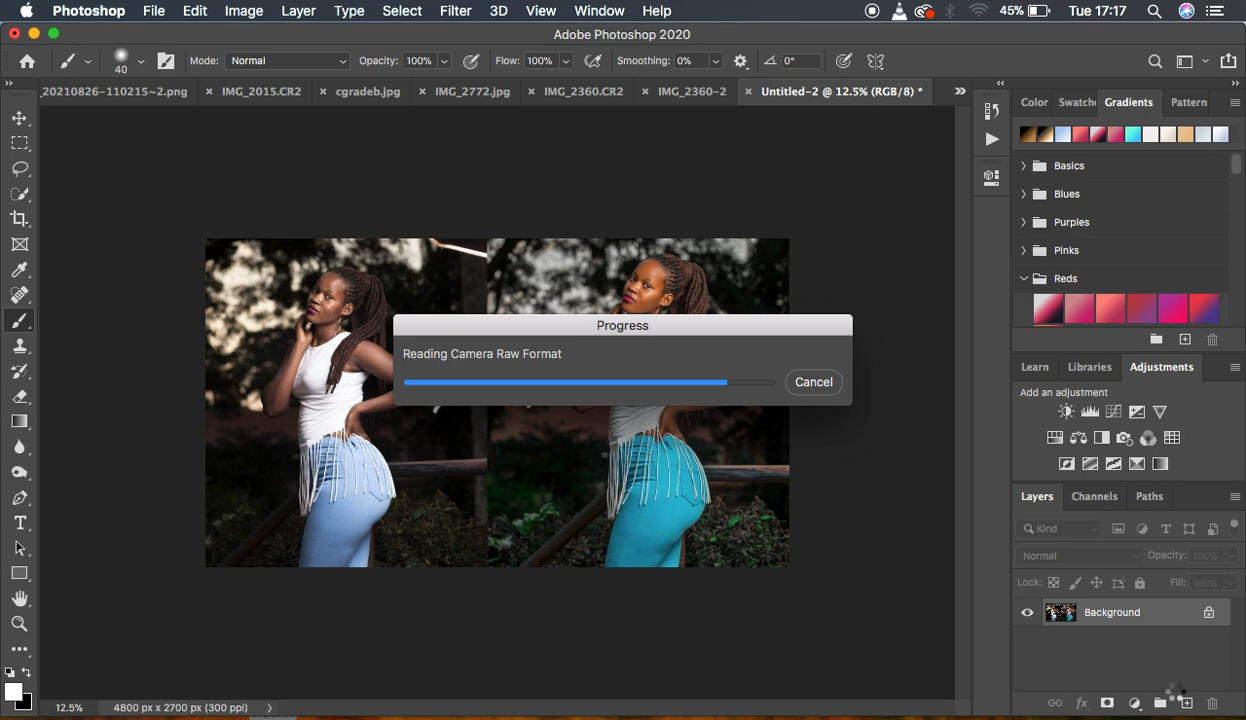 Photoshop File Edit Image Layer Type Select Filter 3D View Window Help 45% Tue 17:17
Adobe Photoshop 2020
40 Mode: Normal Opacity: 100% Flow: 100% Smoothing: 0% 0°
_20210826-110215~2.png IMG_2015.CR2 cgradeb.jpg IMG_2772.jpg IMG_2360.CR2 IMG_2360-2 Untitled-2 @ 12.5% (RGB/8) *
Color Swatche Gradients Pattern
Basics
Blues
Purples
Pinks
Reds
Progress
Reading Camera Raw Format
Cancel
Learn Libraries Adjustments
Add an adjustment
Layers Channels Paths
Kind
Normal Opacity: 100%
Lock: Fill: 100%
Background
fx
12.5% 4800 px x 2700 px (300 ppi)